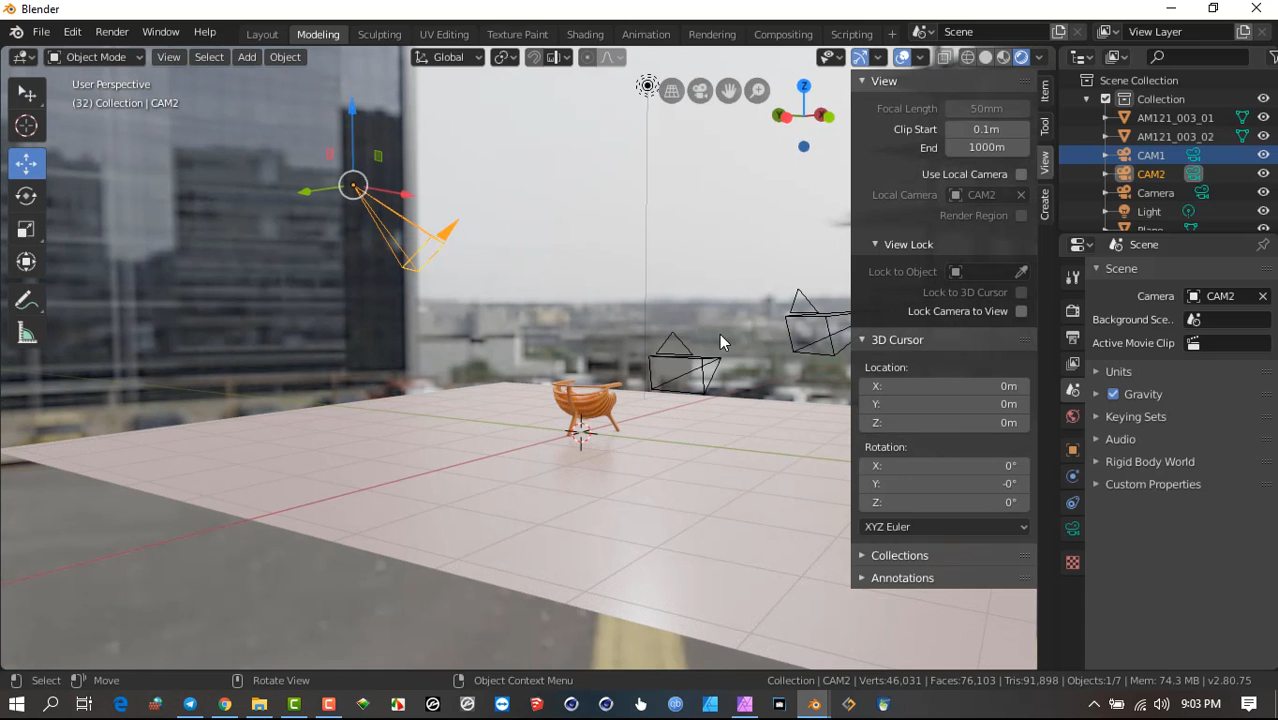 Blender
File Edit Render Window Help Layout Modeling Sculpting UV Editing Texture Paint Shading Animation Rendering Compositing Scripting + Scene View Layer
Object Mode View Select Add Object Global
User Perspective
(32) Collection | CAM2
Z
Y
X
View
Focal Length 50mm
Clip Start 0.1m
End 1000m
Use Local Camera
Local Camera CAM2
Render Region
View Lock
Lock to Object
Lock to 3D Cursor
Lock Camera to View
3D Cursor
Location:
X: 0m
Y: 0m
Z: 0m
Rotation:
X: 0°
Y: -0°
Z: 0°
XYZ Euler
Collections
Annotations
Item
Tool
View
Create
Scene Collection
Collection
AM121_003_01
AM121_003_02
CAM1
CAM2
Camera
Light
Scene
Scene
Camera CAM2
Background Sce..
Active Movie Clip
Units
Gravity
Keying Sets
Audio
Rigid Body World
Custom Properties
Select Move Rotate View Object Context Menu Collection | CAM2 | Verts:46,031 | Faces:76,103 | Tris:91,898 | Objects:1/7 | Mem: 74.3 MB | v2.80.75
9:03 PM